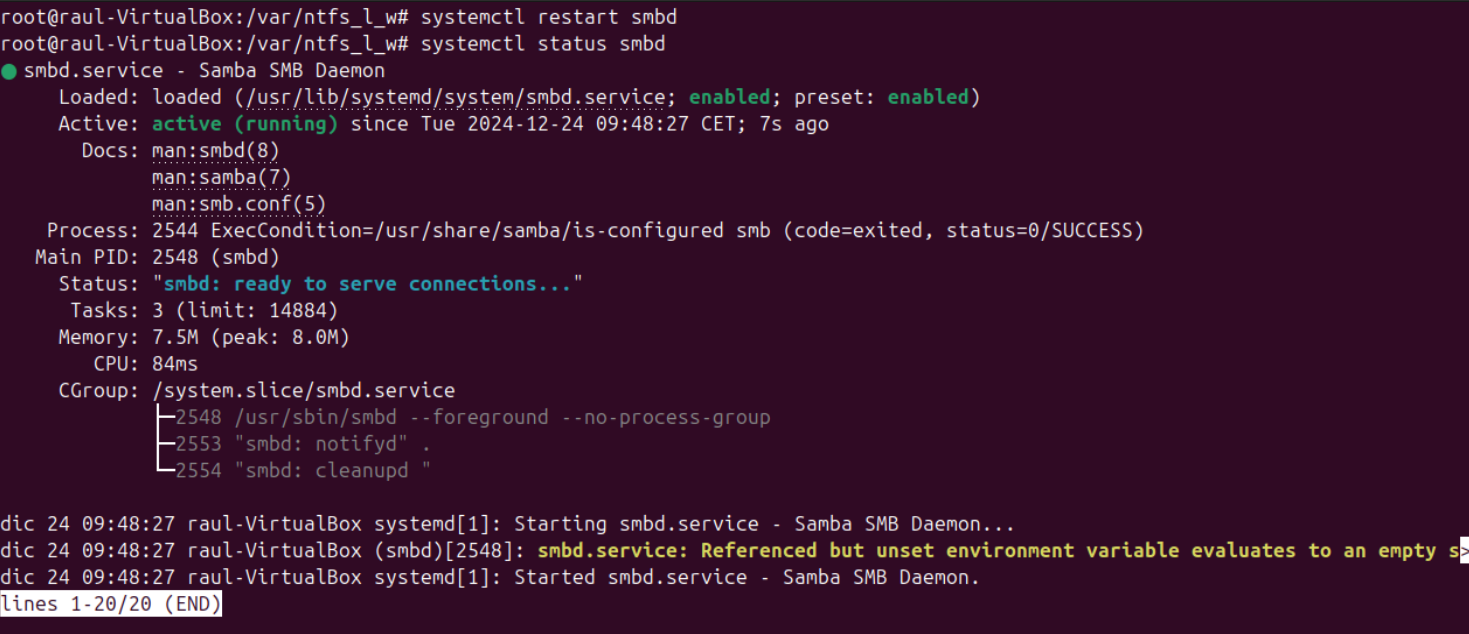 root@raul-VirtualBox:/var/ntfs_l_w# systemctl restart smbd
root@raul-VirtualBox:/var/ntfs_l_w# systemctl status smbd
● smbd.service - Samba SMB Daemon
     Loaded: loaded (/usr/lib/systemd/system/smbd.service; enabled; preset: enabled)
     Active: active (running) since Tue 2024-12-24 09:48:27 CET; 7s ago
       Docs: man:smbd(8)
             man:samba(7)
             man:smb.conf(5)
    Process: 2544 ExecCondition=/usr/share/samba/is-configured smb (code=exited, status=0/SUCCESS)
   Main PID: 2548 (smbd)
     Status: "smbd: ready to serve connections..."
      Tasks: 3 (limit: 14884)
     Memory: 7.5M (peak: 8.0M)
        CPU: 84ms
     CGroup: /system.slice/smbd.service
             ├─2548 /usr/sbin/smbd --foreground --no-process-group
             ├─2553 "smbd: notifyd" .
             └─2554 "smbd: cleanupd "

dic 24 09:48:27 raul-VirtualBox systemd[1]: Starting smbd.service - Samba SMB Daemon...
dic 24 09:48:27 raul-VirtualBox (smbd)[2548]: smbd.service: Referenced but unset environment variable evaluates to an empty s>
dic 24 09:48:27 raul-VirtualBox systemd[1]: Started smbd.service - Samba SMB Daemon.
lines 1-20/20 (END)